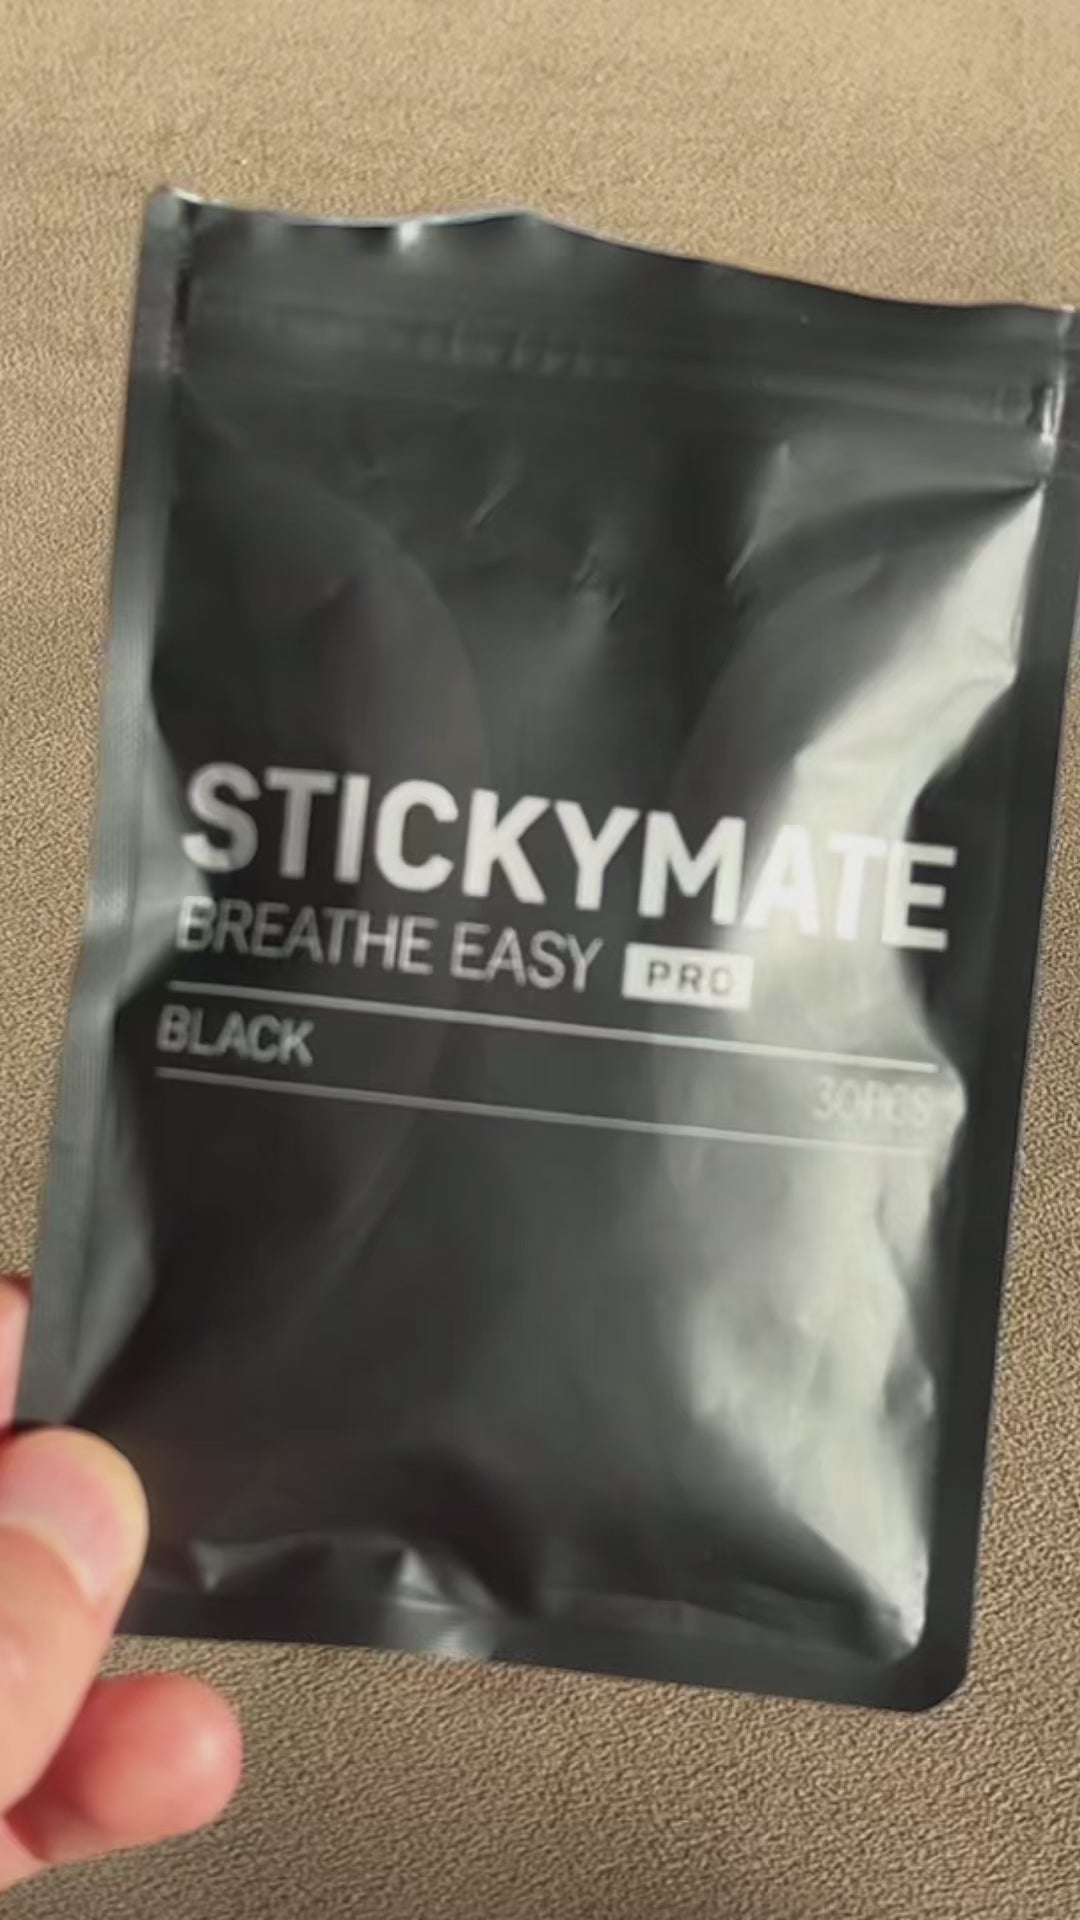 STICKYMATE
BREATHE EASY PRO
BLACK
30PCS